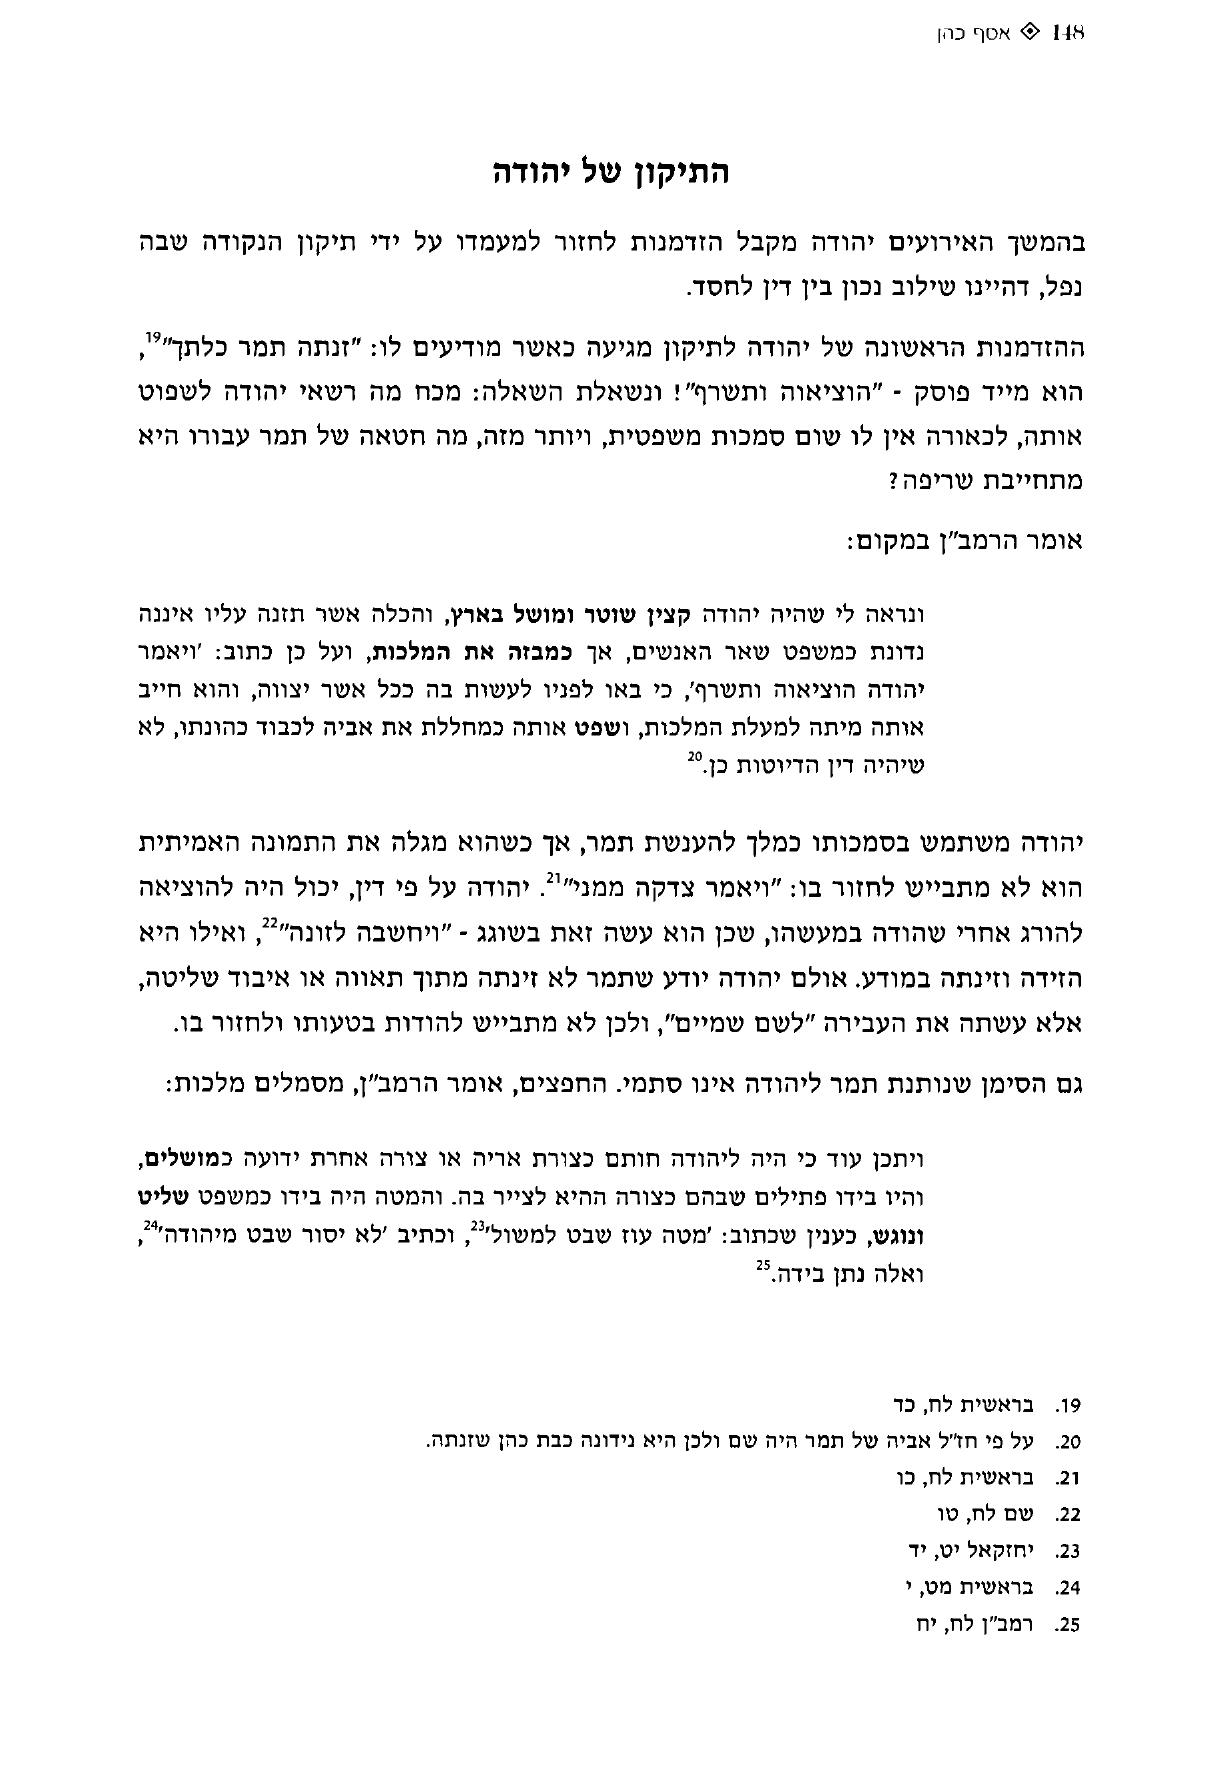 148 ◈ אסף כהן
התיקון של יהודה
בהמשך האירועים יהודה מקבל הזדמנות לחזור למעמדו על ידי תיקון הנקודה שבה
נפל, דהיינו שילוב נכון בין דין לחסד.
ההזדמנות הראשונה של יהודה לתיקון מגיעה כאשר מודיעים לו: "זנתה תמר כלתך"19,
הוא מייד פוסק - "הוציאוה ותשרף"! ונשאלת השאלה: מכח מה רשאי יהודה לשפוט
אותה, לכאורה אין לו שום סמכות משפטית, ויותר מזה, מה חטאה של תמר עבורו היא
מתחייבת שריפה?
אומר הרמב"ן במקום:
ונראה לי שהיה יהודה קצין שוטר ומושל בארץ, והכלה אשר תזנה עליו איננה
נדונת כמשפט שאר האנשים, אך כמבזה את המלכות, ועל כן כתוב: 'ויאמר
יהודה הוציאוה ותשרף', כי באו לפניו לעשות בה ככל אשר יצווה, והוא חייב
אותה מיתה למעלת המלכות, ושפט אותה כמחללת את אביה לכבוד כהונתו, לא
שיהיה דין הדיוטות כן.20
יהודה משתמש בסמכותו כמלך להענשת תמר, אך כשהוא מגלה את התמונה האמיתית
הוא לא מתבייש לחזור בו: "ויאמר צדקה ממני"21. יהודה על פי דין, יכול היה להוציאה
להורג אחרי שהודה במעשהו, שכן הוא עשה זאת בשוגג - "ויחשבה לזונה"22, ואילו היא
הזידה וזינתה במודע. אולם יהודה יודע שתמר לא זינתה מתוך תאווה או איבוד שליטה,
אלא עשתה את העבירה "לשם שמיים", ולכן לא מתבייש להודות בטעותו ולחזור בו.
גם הסימן שנותנת תמר ליהודה אינו סתמי. החפצים, אומר הרמב"ן, מסמלים מלכות:
ויתכן עוד כי היה ליהודה חותם כצורת אריה או צורה אחרת ידועה כמושלים,
והיו בידו פתילים שבהם כצורה ההיא לצייר בה. והמטה היה בידו כמשפט שליט
ונוגש, כענין שכתוב: 'מטה עוז שבט למשול'23, וכתיב 'לא יסור שבט מיהודה'24,
ואלה נתן בידה.25
19. בראשית לח, כד
20. על פי חז"ל אביה של תמר היה שם ולכן היא נידונה כבת כהן שזנתה.
21. בראשית לח, כו
22. שם לח, טו
23. יחזקאל יט, יד
24. בראשית מט, י
25. רמב"ן לח, יח